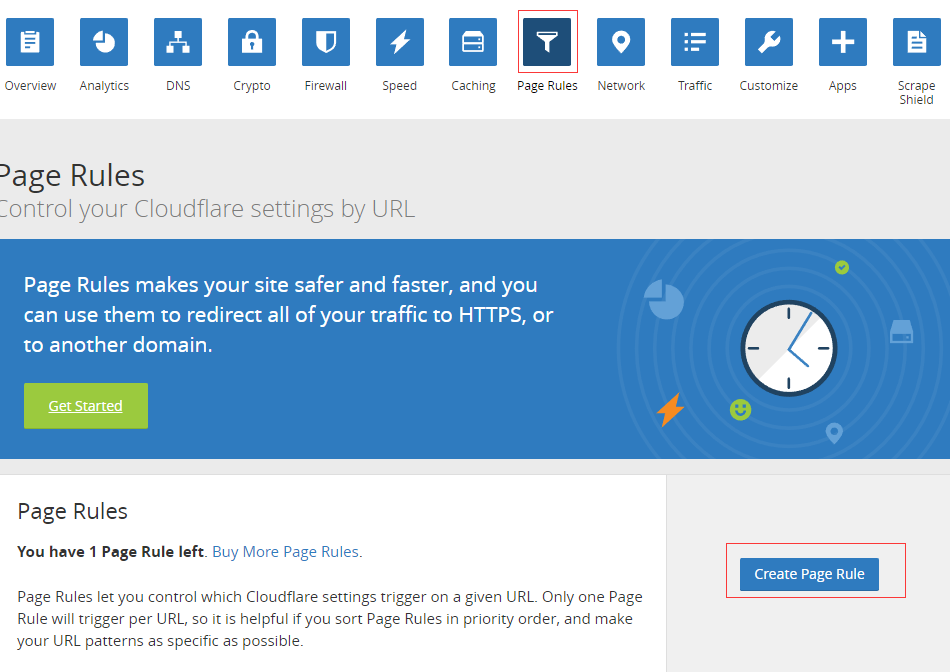 Overview
Analytics
DNS
Crypto
Firewall
Speed
Caching
Page Rules
Network
Traffic
Customize
Apps
Scrape
Shield
Page Rules
Control your Cloudflare settings by URL
Page Rules makes your site safer and faster, and you
can use them to redirect all of your traffic to HTTPS, or
to another domain.
Get Started
Page Rules
You have 1 Page Rule left. Buy More Page Rules.
Page Rules let you control which Cloudflare settings trigger on a given URL. Only one Page
Rule will trigger per URL, so it is helpful if you sort Page Rules in priority order, and make
your URL patterns as specific as possible.
Create Page Rule